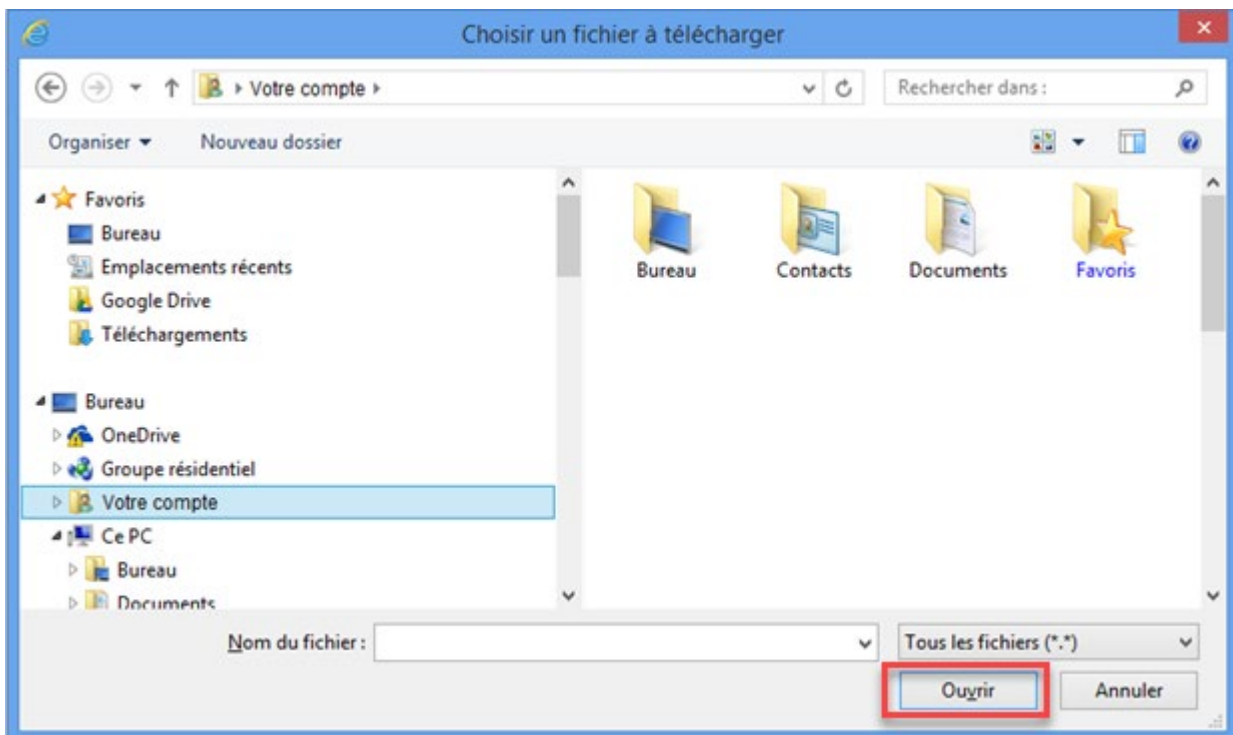 Choisir un fichier à télécharger
Votre compte
Rechercher dans :
Organiser
Nouveau dossier
Favoris
Bureau
Emplacements récents
Google Drive
Téléchargements
Bureau
OneDrive
Groupe résidentiel
Votre compte
Ce PC
Bureau
Documents
Bureau
Contacts
Documents
Favoris
Nom du fichier :
Tous les fichiers (*.*)
Ouvrir
Annuler